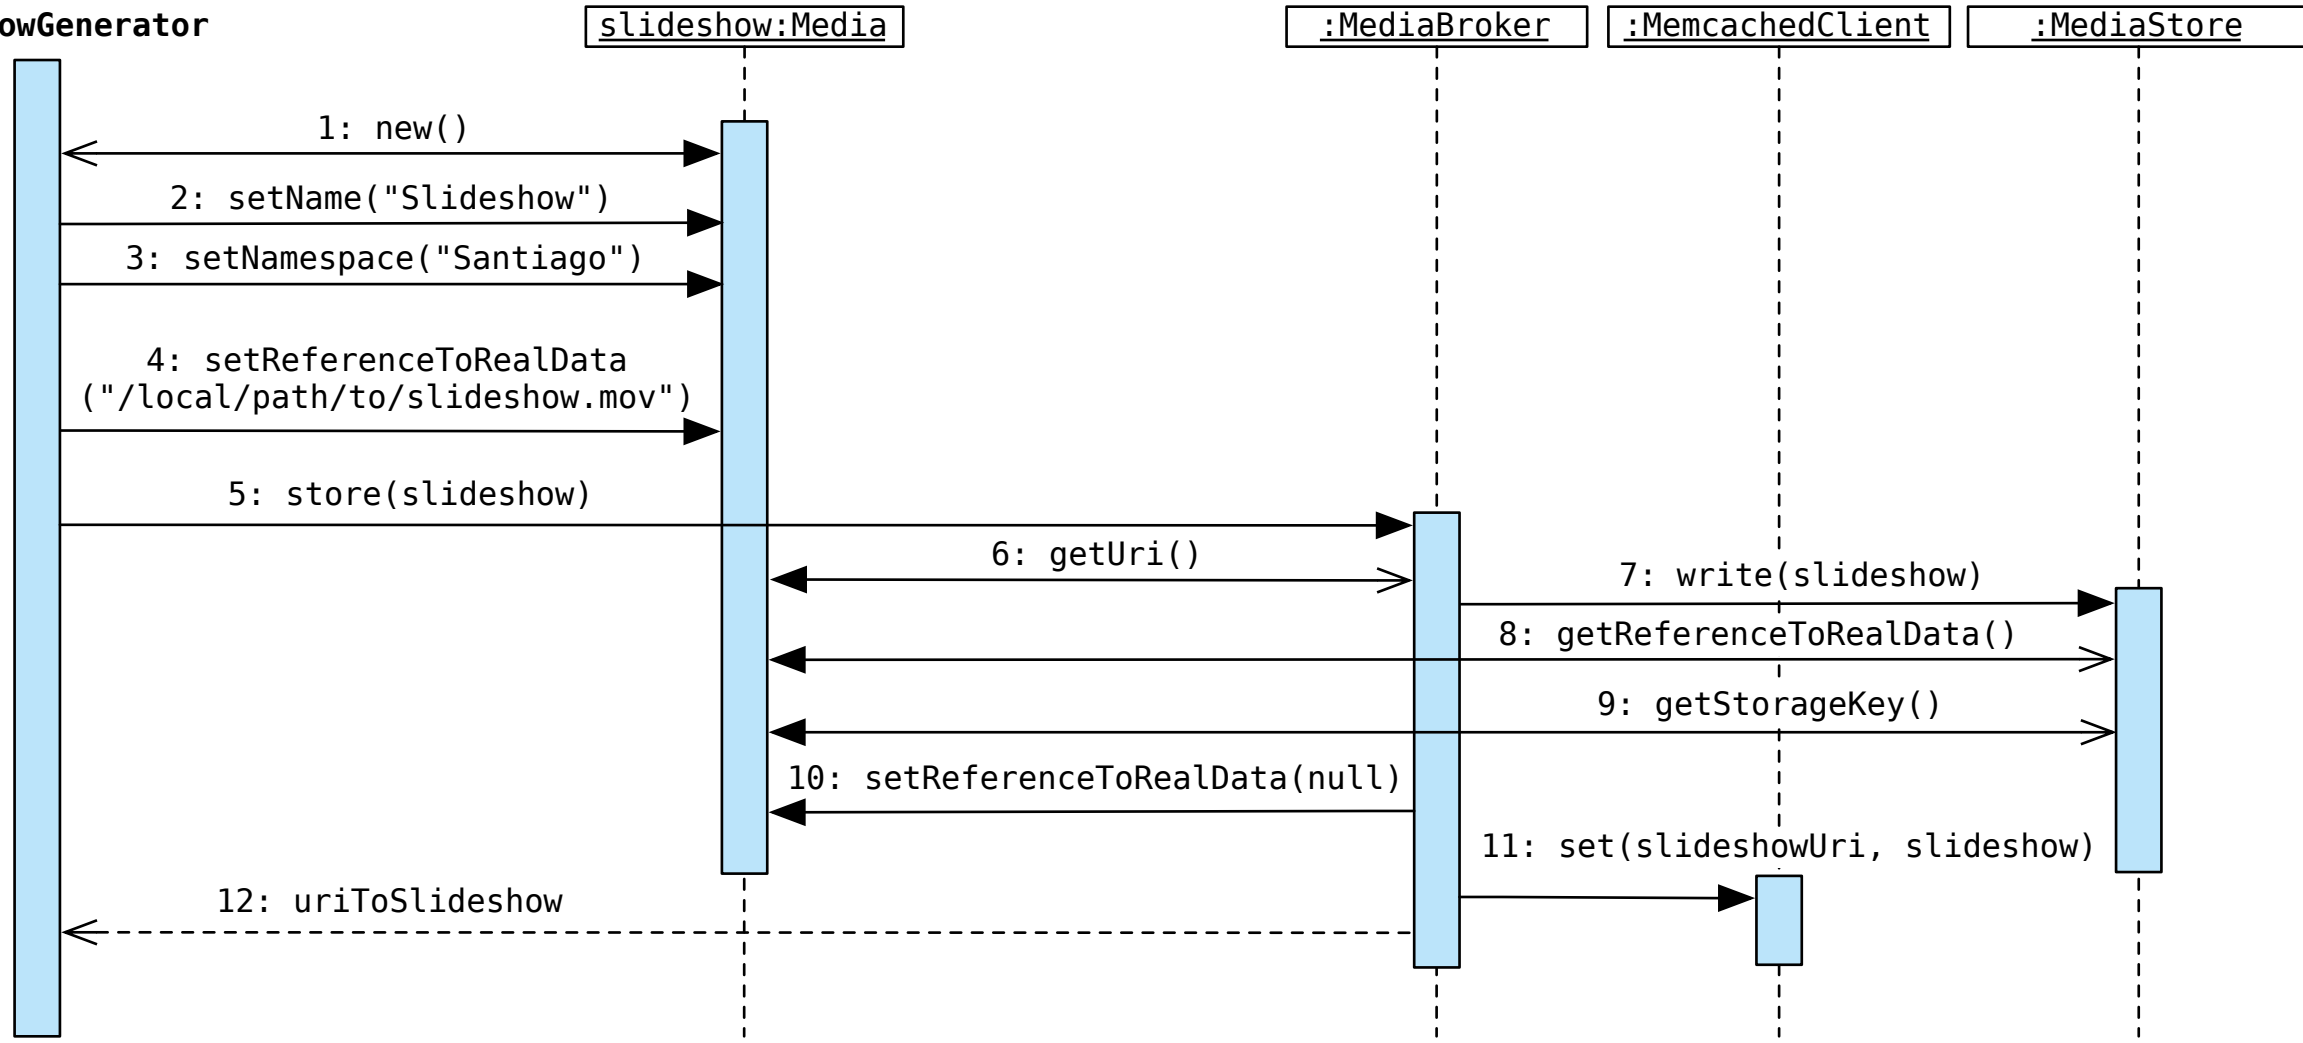 owGenerator
slideshow:Media
:MediaBroker
:MemcachedClient
:MediaStore
1: new()
2: setName("Slideshow")
3: setNamespace("Santiago")
4: setReferenceToRealData
("/local/path/to/slideshow.mov")
5: store(slideshow)
6: getUri()
7: write(slideshow)
8: getReferenceToRealData()
9: getStorageKey()
10: setReferenceToRealData(null)
11: set(slideshowUri, slideshow)
12: uriToSlideshow